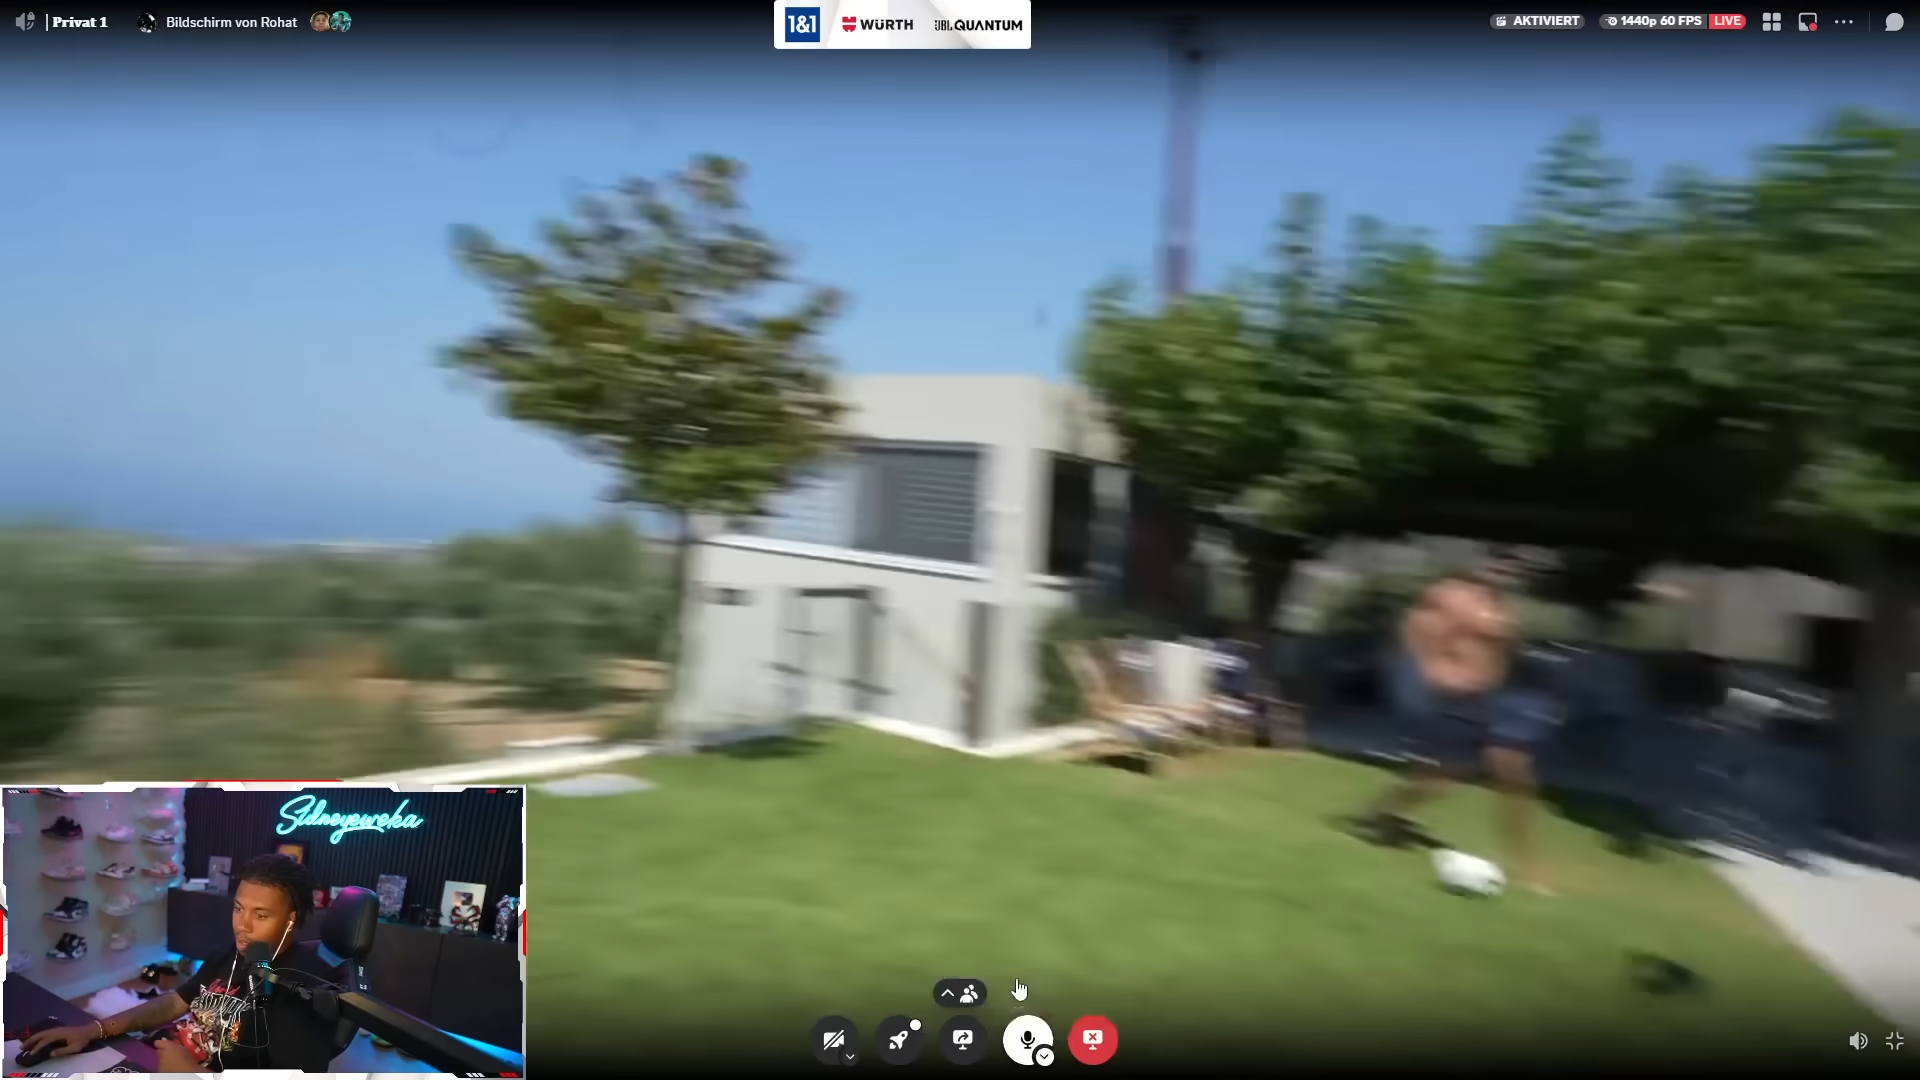 Privat 1
Bildschirm von Rohat
1&1
WÜRTH
JBL QUANTUM
AKTIVIERT
1440p 60 FPS
LIVE
Sidneyeweka